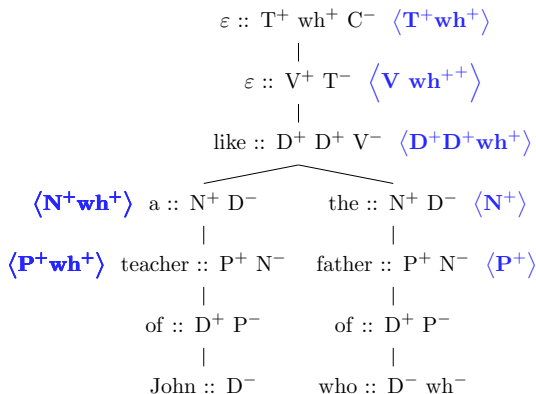 ε :: T⁺ wh⁺ C⁻ ⟨T⁺wh⁺⟩
ε :: V⁺ T⁻ ⟨V wh⁺⁺⟩
like :: D⁺ D⁺ V⁻ ⟨D⁺D⁺wh⁺⟩
⟨N⁺wh⁺⟩ a :: N⁺ D⁻ the :: N⁺ D⁻ ⟨N⁺⟩
⟨P⁺wh⁺⟩ teacher :: P⁺ N⁻ father :: P⁺ N⁻ ⟨P⁺⟩
of :: D⁺ P⁻ of :: D⁺ P⁻
John :: D⁻ who :: D⁻ wh⁻